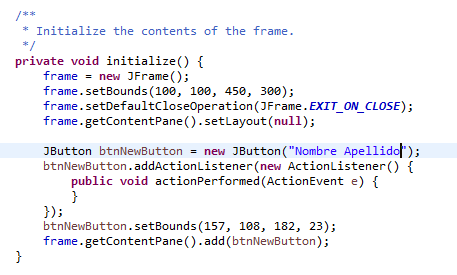 /**
 * Initialize the contents of the frame.
 */
private void initialize() {
    frame = new JFrame();
    frame.setBounds(100, 100, 450, 300);
    frame.setDefaultCloseOperation(JFrame.EXIT_ON_CLOSE);
    frame.getContentPane().setLayout(null);

    JButton btnNewButton = new JButton("Nombre Apellido");
    btnNewButton.addActionListener(new ActionListener() {
        public void actionPerformed(ActionEvent e) {
        }
    });
    btnNewButton.setBounds(157, 108, 182, 23);
    frame.getContentPane().add(btnNewButton);
}